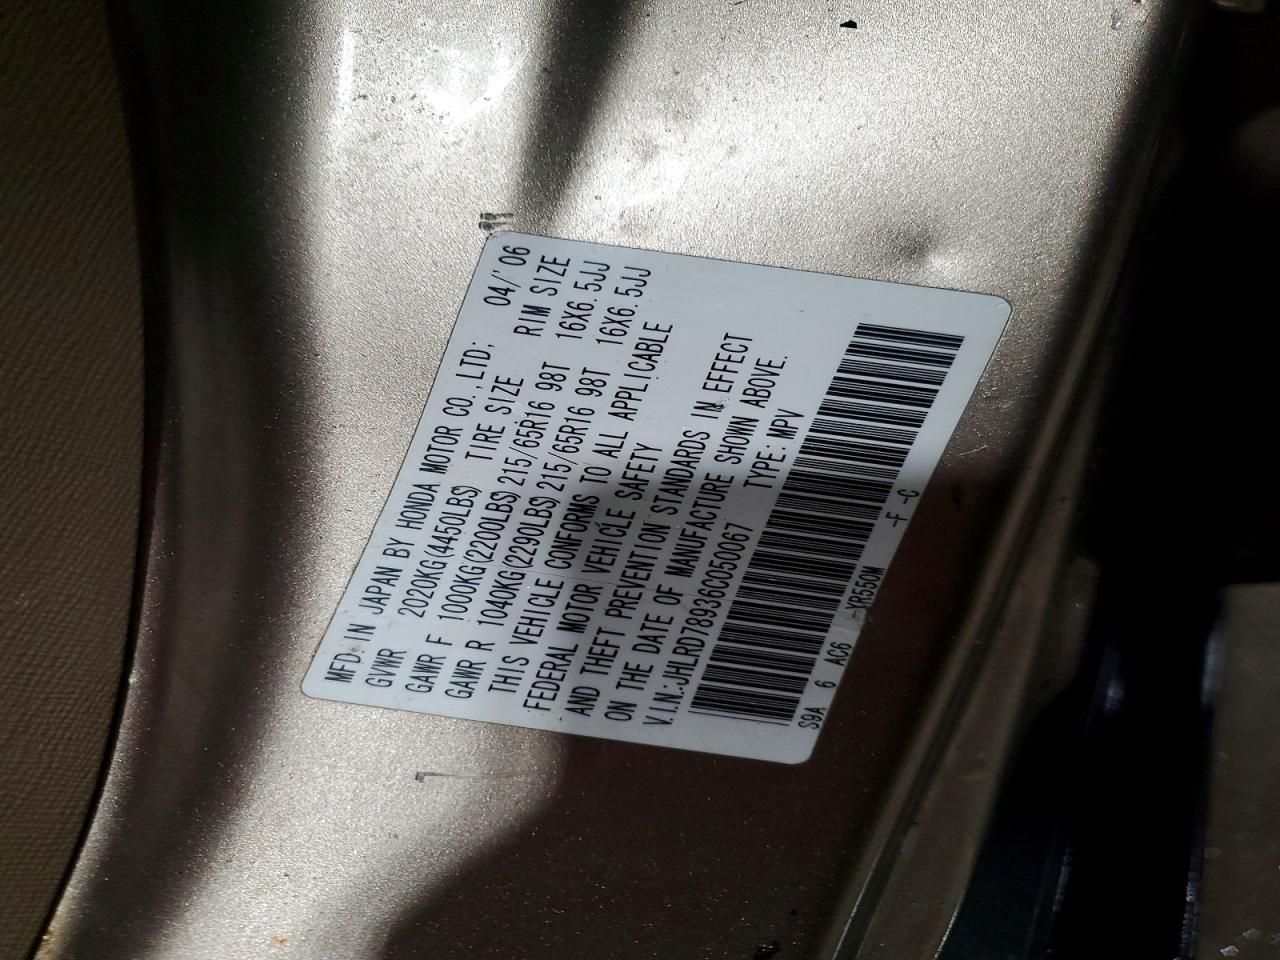 MFD. IN JAPAN BY HONDA MOTOR CO., LTD; 04/'06
GVWR 2020KG(4450LBS) TIRE SIZE RIM SIZE
GAWR F 1000KG(2200LBS) 215/65R16 98T 16X6.5JJ
GAWR R 1040KG(2290LBS) 215/65R16 98T 16X6.5JJ
THIS VEHICLE CONFORMS TO ALL APPLICABLE
FEDERAL MOTOR VEHICLE SAFETY
AND THEFT PREVENTION STANDARDS IN EFFECT
ON THE DATE OF MANUFACTURE SHOWN ABOVE.
V.I.N.:JHLRD78936C050067 TYPE: MPV
S9A 6 AC6 YR550M -F -C